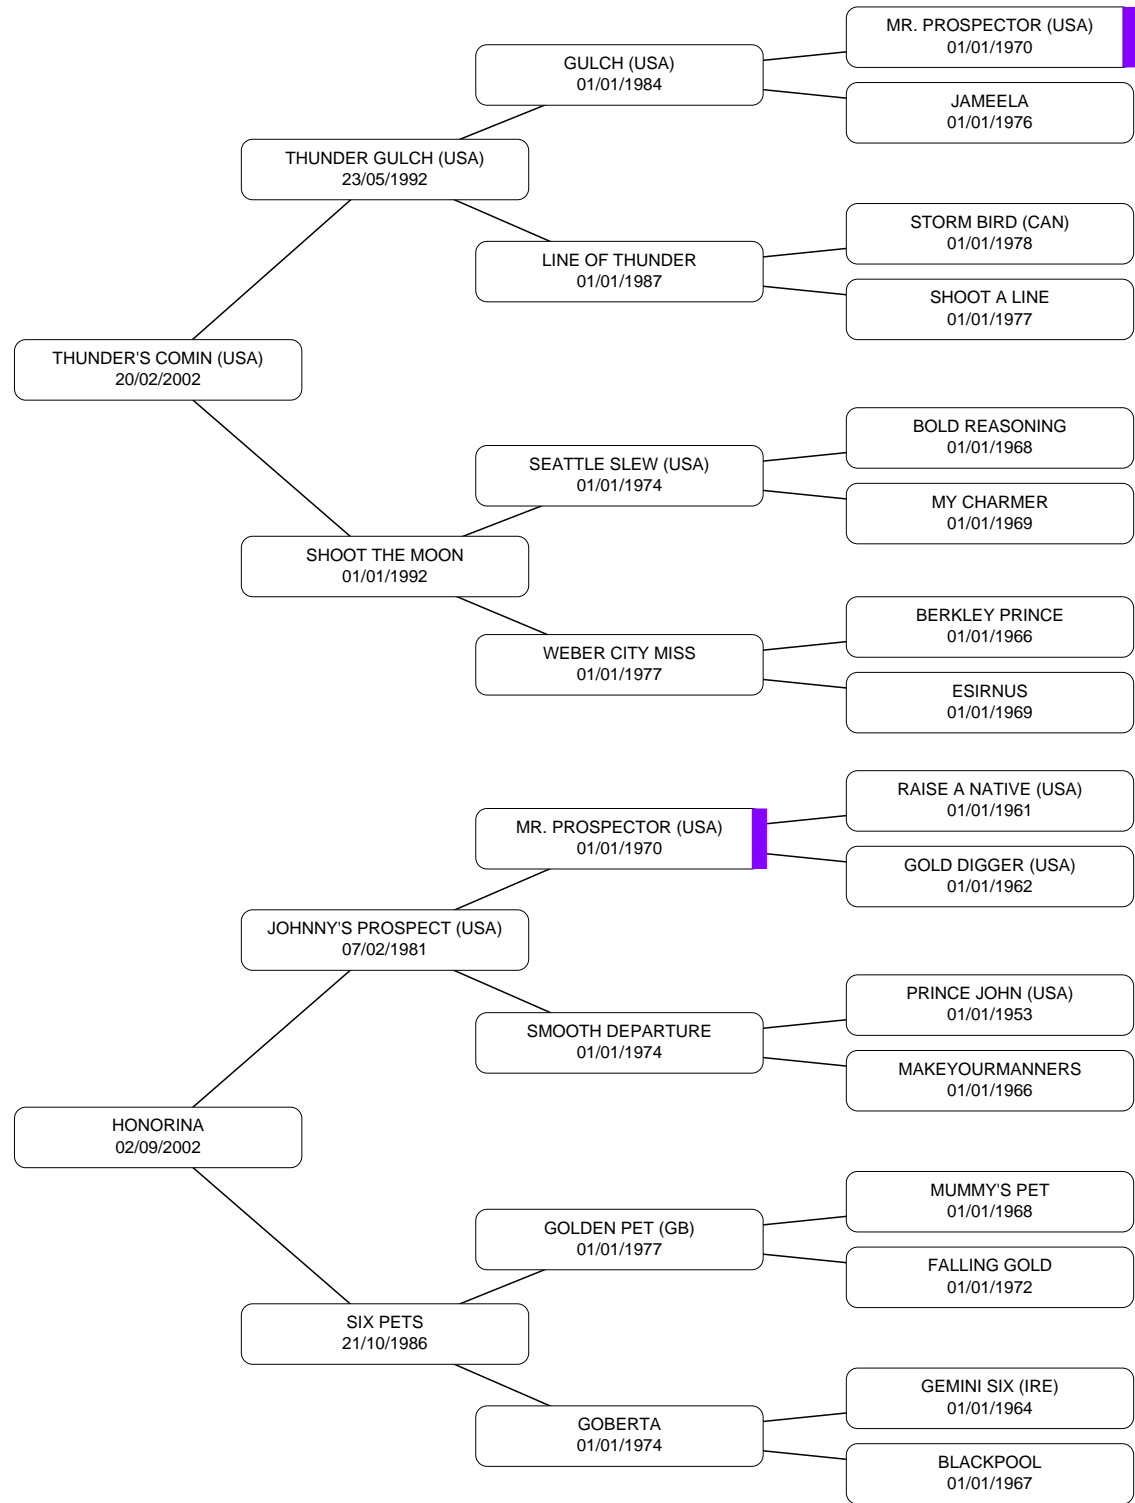 MR. PROSPECTOR (USA)
01/01/1970
GULCH (USA)
01/01/1984
JAMEELA
01/01/1976
THUNDER GULCH (USA)
23/05/1992
STORM BIRD (CAN)
01/01/1978
LINE OF THUNDER
01/01/1987
SHOOT A LINE
01/01/1977
THUNDER'S COMIN (USA)
20/02/2002
BOLD REASONING
01/01/1968
SEATTLE SLEW (USA)
01/01/1974
MY CHARMER
01/01/1969
SHOOT THE MOON
01/01/1992
BERKLEY PRINCE
01/01/1966
WEBER CITY MISS
01/01/1977
ESIRNUS
01/01/1969
RAISE A NATIVE (USA)
01/01/1961
MR. PROSPECTOR (USA)
01/01/1970
GOLD DIGGER (USA)
01/01/1962
JOHNNY'S PROSPECT (USA)
07/02/1981
PRINCE JOHN (USA)
01/01/1953
SMOOTH DEPARTURE
01/01/1974
MAKEYOURMANNERS
01/01/1966
HONORINA
02/09/2002
MUMMY'S PET
01/01/1968
GOLDEN PET (GB)
01/01/1977
FALLING GOLD
01/01/1972
SIX PETS
21/10/1986
GEMINI SIX (IRE)
01/01/1964
GOBERTA
01/01/1974
BLACKPOOL
01/01/1967